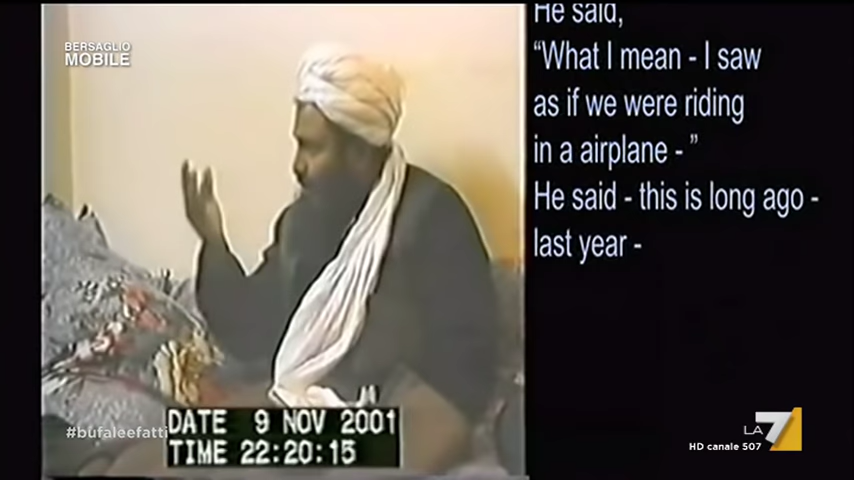 BERSAGLIO
MOBILE
He said,
“What I mean - I saw
as if we were riding
in a airplane - ”
He said - this is long ago -
last year -
#bufaleefatti
DATE 9 NOV 2001
TIME 22:20:15
LA 7
HD canale 507